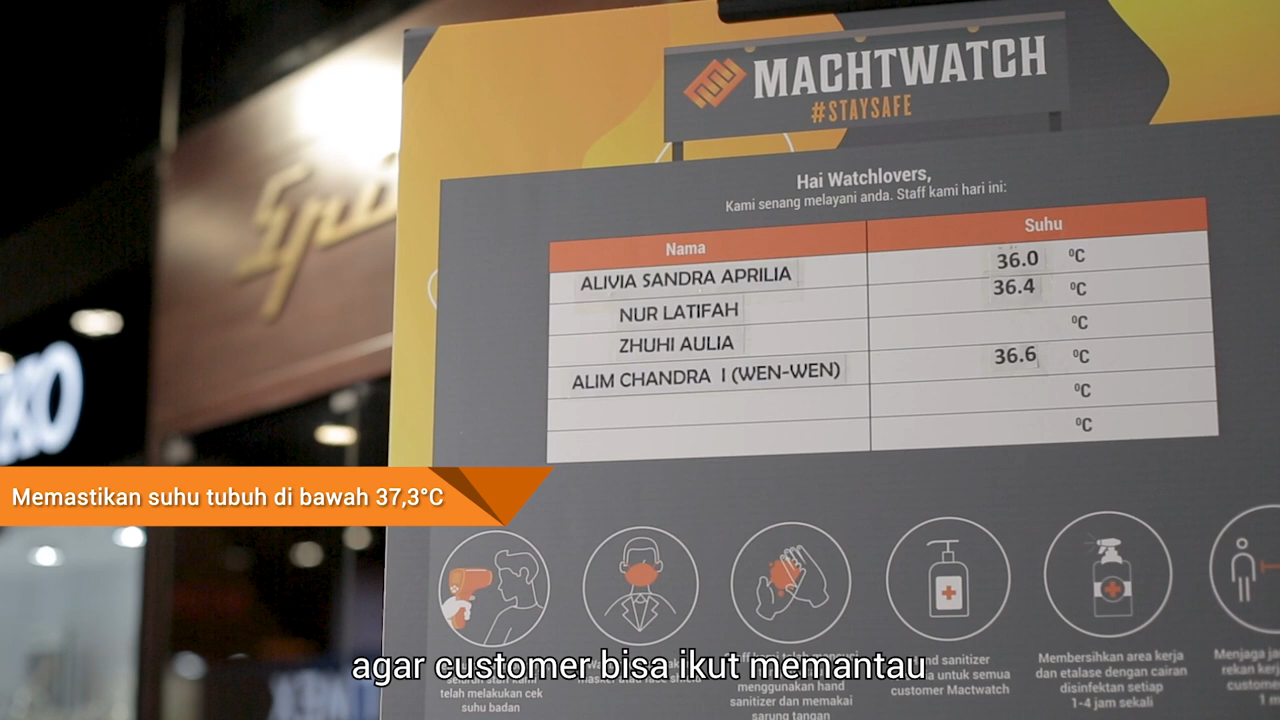 MACHTWATCH
#STAYSAFE
Hai Watchlovers,
Kami senang melayani anda. Staff kami hari ini:
Nama Suhu
ALIVIA SANDRA APRILIA 36.0 ⁰C
NUR LATIFAH 36.4 ⁰C
ZHUHI AULIA ⁰C
ALIM CHANDRA I (WEN-WEN) 36.6 ⁰C
⁰C
⁰C
Memastikan suhu tubuh di bawah 37,3°C
agar customer bisa ikut memantau
telah melakukan cek
suhu badan
menggunakan hand
sanitizer dan memakai
sarung tangan
sanitizer
untuk semua
customer Mactwatch
Membersihkan area kerja
dan etalase dengan cairan
disinfektan setiap
1-4 jam sekali
Menjaga
rekan